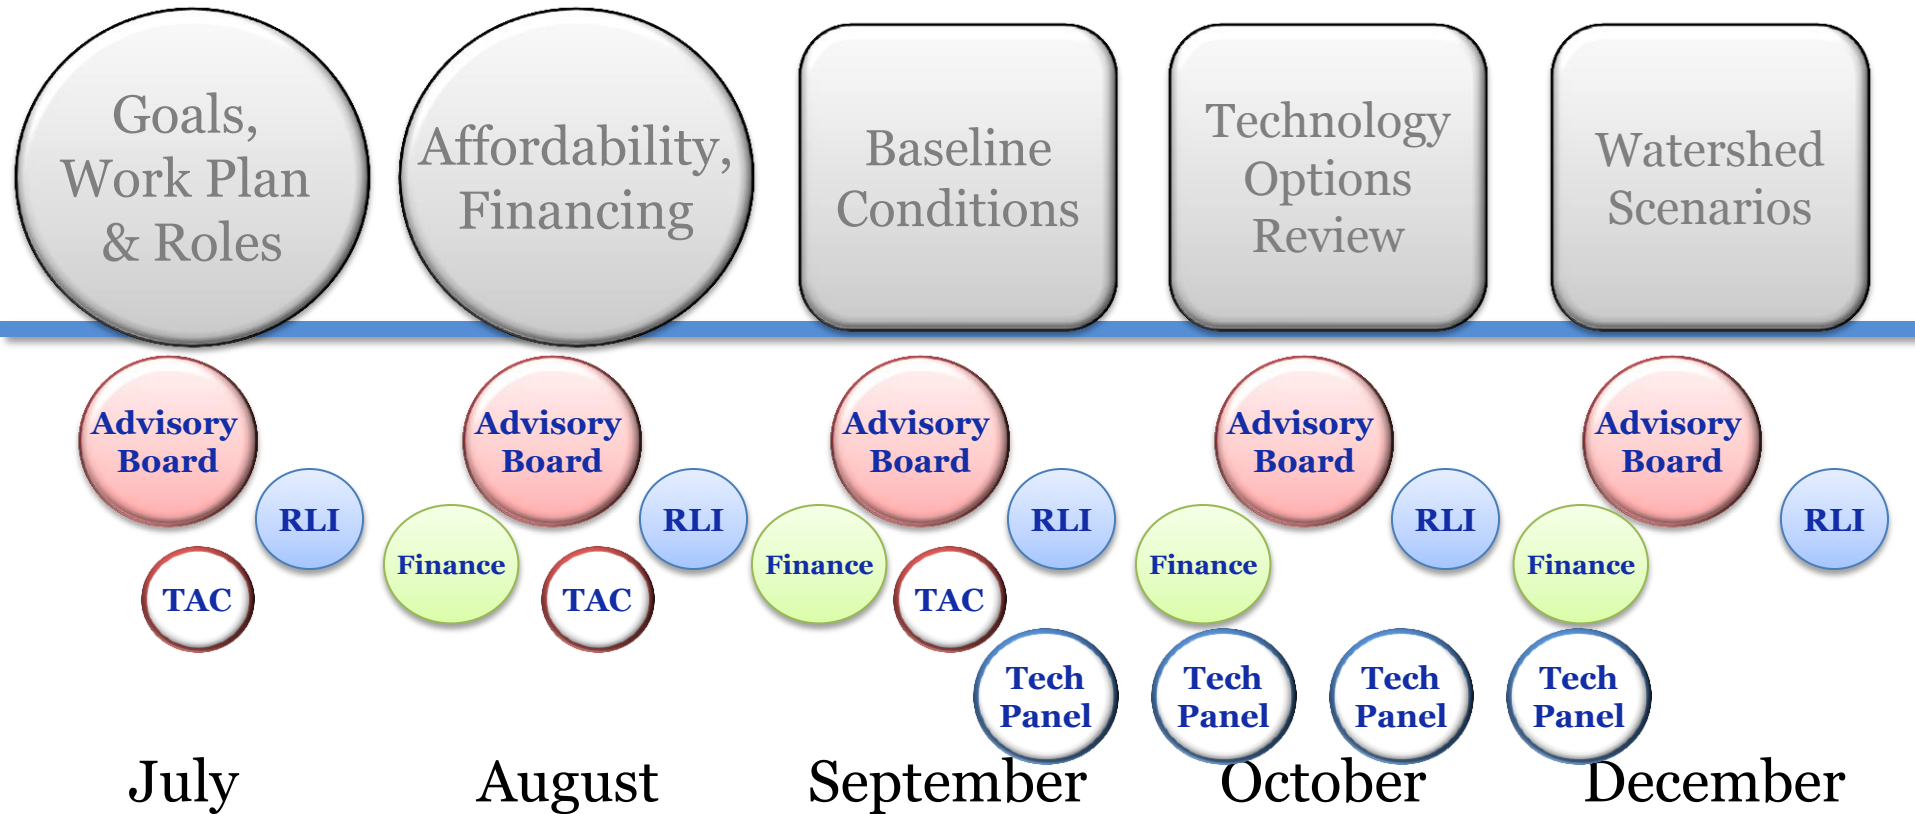 Goals,
Work Plan
& Roles
Affordability,
Financing
Baseline
Conditions
Technology
Options
Review
Watershed
Scenarios
Advisory
Board
RLI
TAC
Advisory
Board
RLI
Finance
TAC
Advisory
Board
RLI
Finance
TAC
Tech
Panel
Advisory
Board
RLI
Finance
Tech
Panel
Tech
Panel
Advisory
Board
RLI
Finance
Tech
Panel
July
August
September
October
December